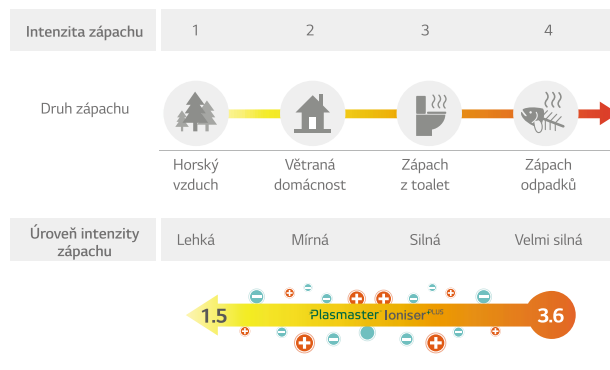 Intenzita zápachu 1 2 3 4
Druh zápachu
Horský Větraná Zápach Zápach
vzduch domácnost z toalet odpadků
Úroveň intenzity
zápachu
Lehká Mírná Silná Velmi silná
1.5 Plasmaster Ioniser PLUS 3.6